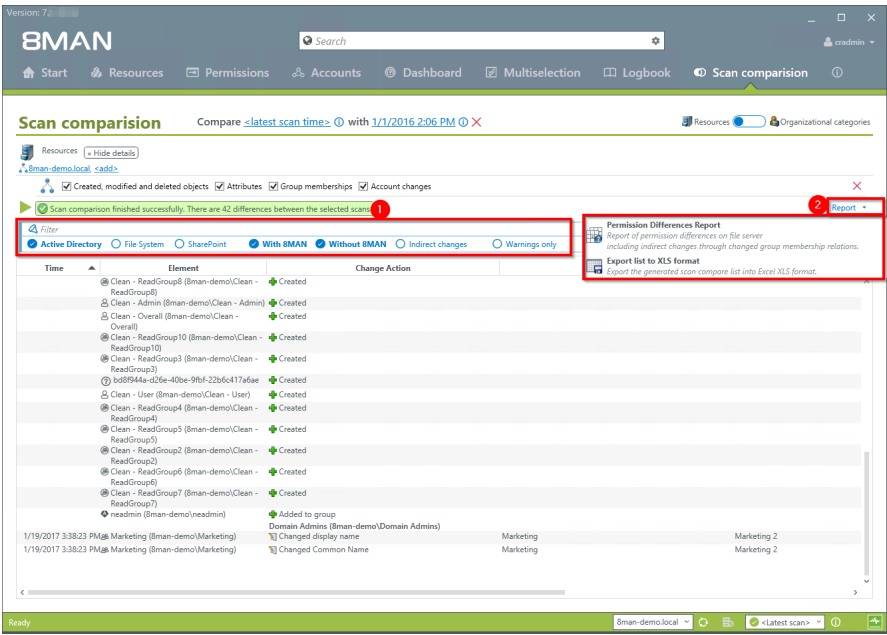 Version: 7.
8MAN
Search
cradmin
Start
Resources
Permissions
Accounts
Dashboard
Multiselection
Logbook
Scan comparision
Scan comparision
Compare <latest scan time> with 1/1/2016 2:06 PM
Resources
Organizational categories
Resources
« Hide details
8man-demo.local, <add>
Created, modified and deleted objects
Attributes
Group memberships
Account changes
Scan comparison finished successfully. There are 42 differences between the selected scans
1
2
Report
Filter
Active Directory
File System
SharePoint
With 8MAN
Without 8MAN
Indirect changes
Warnings only
Permission Differences Report
Report of permission differences on file server
including indirect changes through changed group membership relations.
Export list to XLS format
Export the generated scan compare list into Excel XLS format.
Time
Element
Change Action
Clean - ReadGroup8 (8man-demo\Clean - Created
ReadGroup8)
Clean - Admin (8man-demo\Clean - Admin) Created
Clean - Overall (8man-demo\Clean - Created
Overall)
Clean - ReadGroup10 (8man-demo\Clean - Created
ReadGroup10)
Clean - ReadGroup3 (8man-demo\Clean - Created
ReadGroup3)
bd8f944a-d26e-40be-9fbf-22b6c417a6ae Created
Clean - User (8man-demo\Clean - User) Created
Clean - ReadGroup4 (8man-demo\Clean - Created
ReadGroup4)
Clean - ReadGroup5 (8man-demo\Clean - Created
ReadGroup5)
Clean - ReadGroup2 (8man-demo\Clean - Created
ReadGroup2)
Clean - ReadGroup6 (8man-demo\Clean - Created
ReadGroup6)
Clean - ReadGroup7 (8man-demo\Clean - Created
ReadGroup7)
neadmin (8man-demo\neadmin) Added to group
Domain Admins (8man-demo\Domain Admins)
1/19/2017 3:38:23 PM Marketing (8man-demo\Marketing) Changed display name Marketing Marketing 2
1/19/2017 3:38:23 PM Marketing (8man-demo\Marketing) Changed Common Name Marketing Marketing 2
Ready
8man-demo.local
<Latest scan>